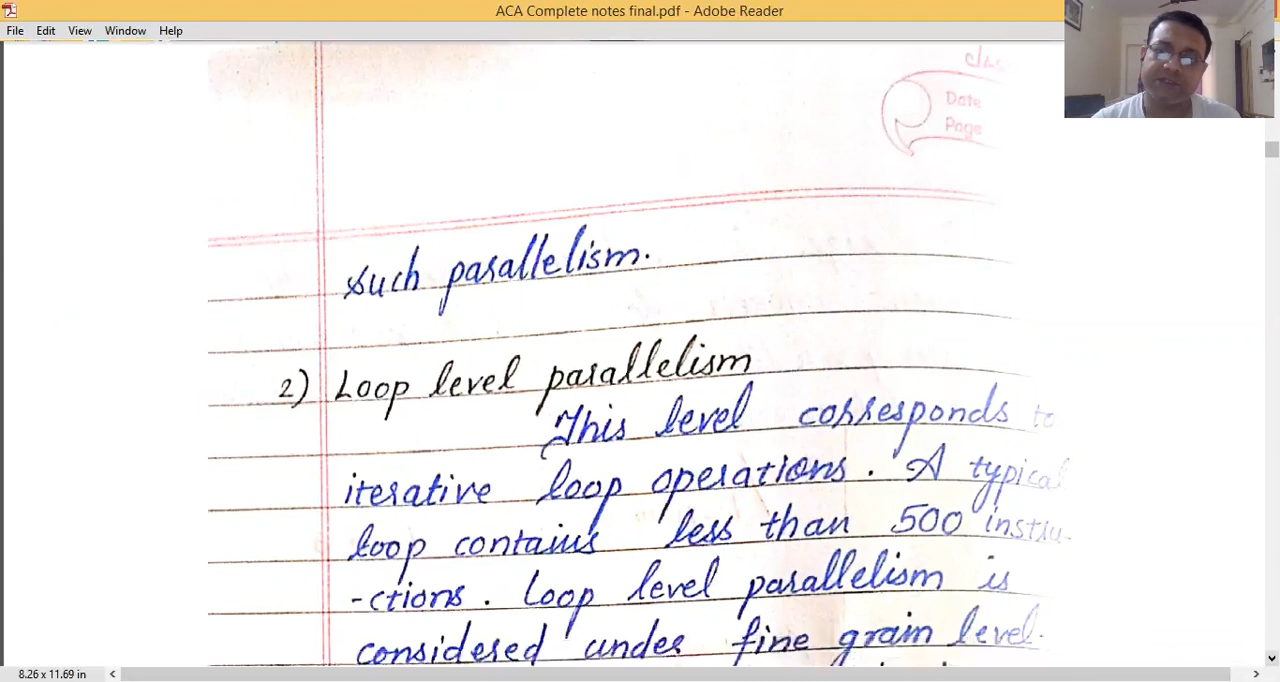 ACA Complete notes final.pdf - Adobe Reader
File Edit View Window Help
Date
Page
such parallelism.
2) Loop level parallelism
This level corresponds to
iterative loop operations. A typical
loop contains less than 500 instru-
-ctions. Loop level parallelism is
considered under fine grain level.
8.26 x 11.69 in